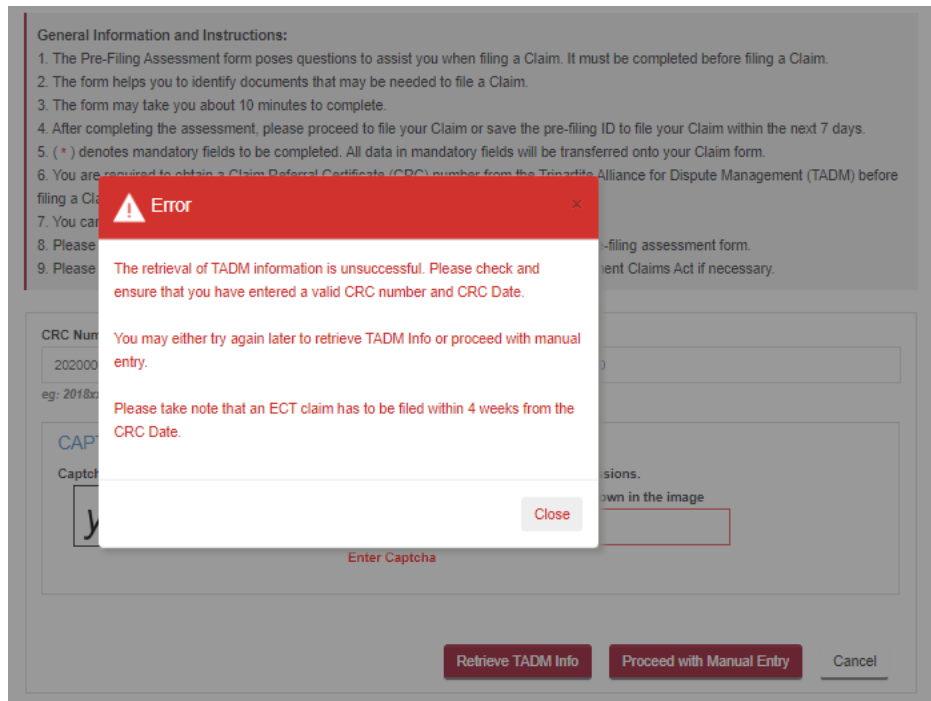 General Information and Instructions:
1. The Pre-Filing Assessment form poses questions to assist you when filing a Claim. It must be completed before filing a Claim.
2. The form helps you to identify documents that may be needed to file a Claim.
3. The form may take you about 10 minutes to complete.
4. After completing the assessment, please proceed to file your Claim or save the pre-filing ID to file your Claim within the next 7 days.
5. ( * ) denotes mandatory fields to be completed. All data in mandatory fields will be transferred onto your Claim form.
6. You are required to obtain a Claim Referral Certificate (CRC) number from the Tripartite Alliance for Dispute Management (TADM) before
filing a Cla
7. You can
8. Please -filing assessment form.
9. Please ent Claims Act if necessary.
Error ×
The retrieval of TADM information is unsuccessful. Please check and
ensure that you have entered a valid CRC number and CRC Date.
You may either try again later to retrieve TADM Info or proceed with manual
entry.
Please take note that an ECT claim has to be filed within 4 weeks from the
CRC Date.
Close
CRC Num
202000
eg: 2018xx
CAPT
Captch sions.
own in the image
y
Enter Captcha
Retrieve TADM Info Proceed with Manual Entry Cancel